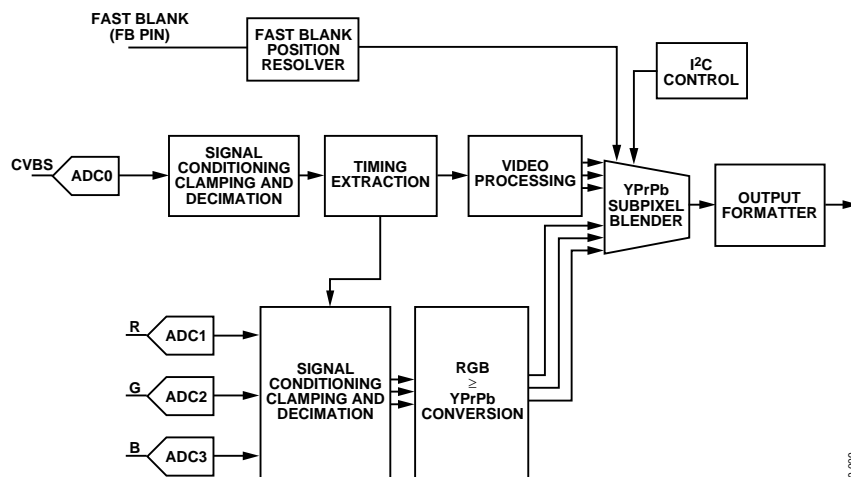 FAST BLANK
(FB PIN)
FAST BLANK
POSITION
RESOLVER
I²C
CONTROL
CVBS
ADC0
SIGNAL
CONDITIONING
CLAMPING AND
DECIMATION
TIMING
EXTRACTION
VIDEO
PROCESSING
YPrPb
SUBPIXEL
BLENDER
OUTPUT
FORMATTER
R
ADC1
G
ADC2
B
ADC3
SIGNAL
CONDITIONING
CLAMPING AND
DECIMATION
RGB
≥
YPrPb
CONVERSION